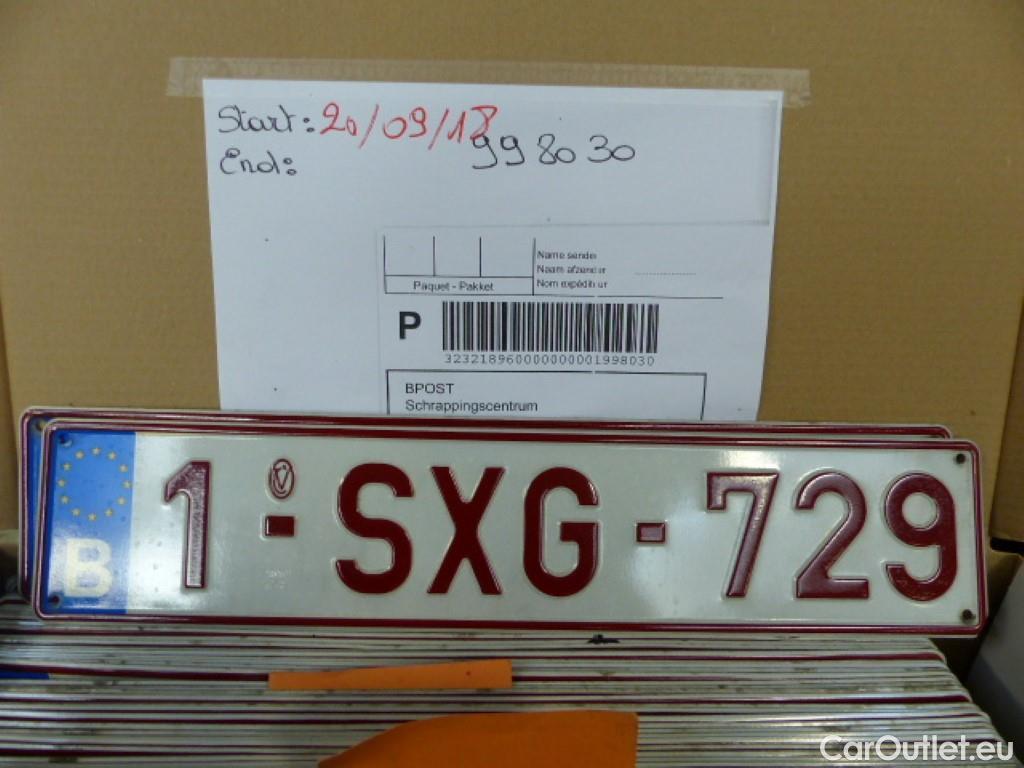 Start: 20/09/18
998030
End:
Name sender
Naam afzender
Nom expéditeur
Paquet - Pakket
P
323218960000000001998030
BPOST
Schrappingscentrum
B
1-SXG-729
CarOutlet.eu